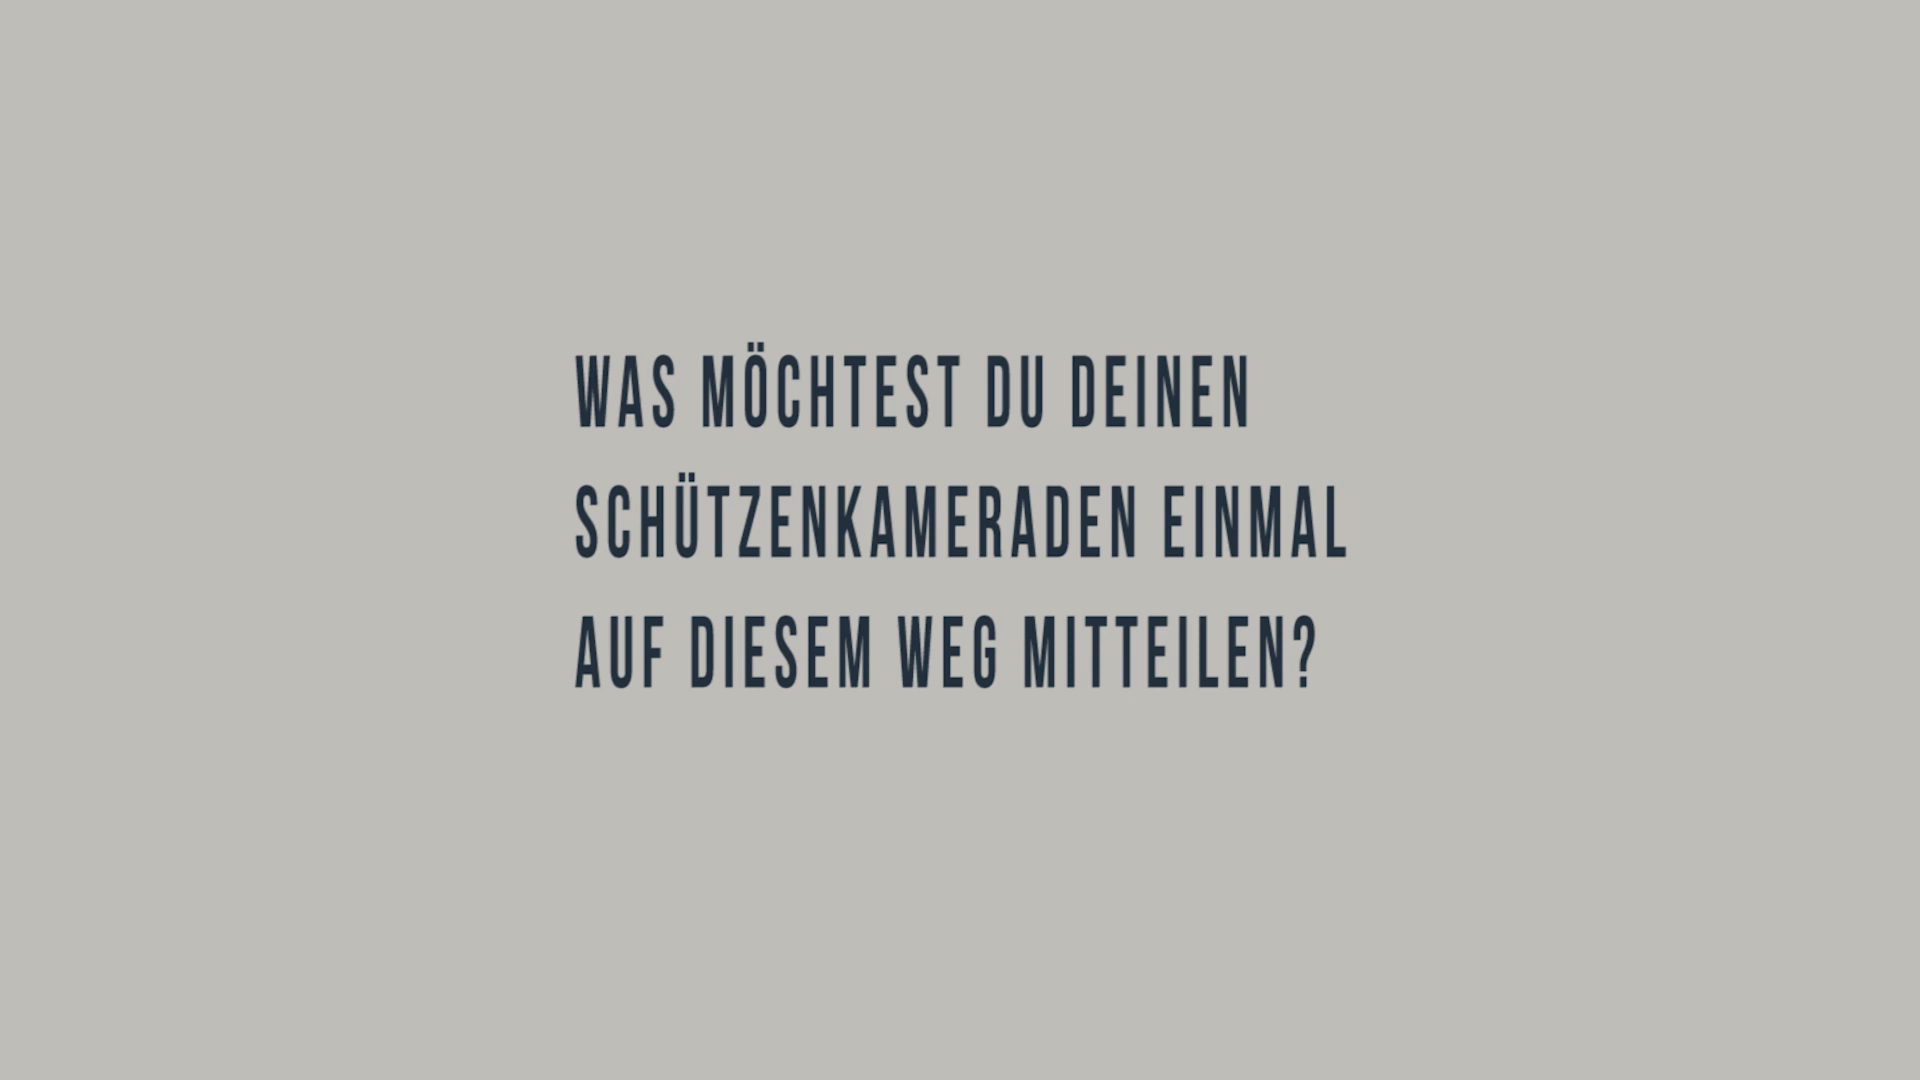 WAS MÖCHTEST DU DEINEN
SCHÜTZENKAMERADEN EINMAL
AUF DIESEM WEG MITTEILEN?